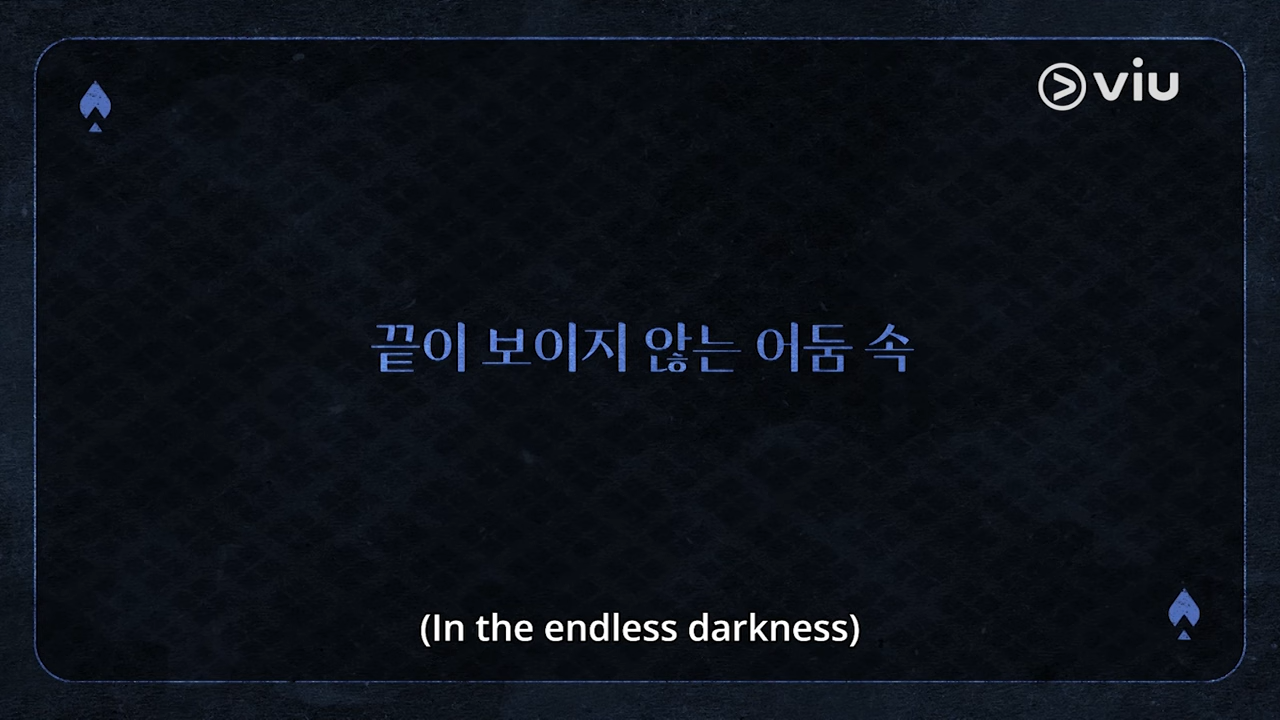 viu
끝이 보이지 않는 어둠 속
(In the endless darkness)